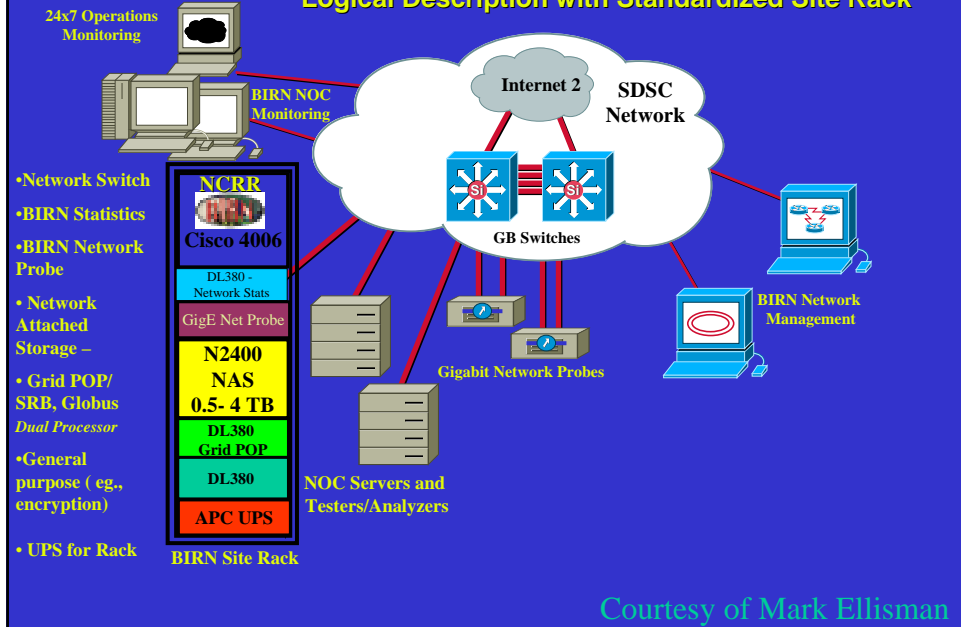 Logical Description with Standardized Site Rack
24x7 Operations
Monitoring
BIRN NOC
Monitoring
Internet 2
SDSC
Network
Si
Si
GB Switches
•Network Switch
•BIRN Statistics
•BIRN Network
Probe
• Network
Attached
Storage –
• Grid POP/
SRB, Globus
Dual Processor
•General
purpose ( eg.,
encryption)
• UPS for Rack
NCRR
Cisco 4006
DL380 -
Network Stats
GigE Net Probe
N2400
NAS
0.5- 4 TB
DL380
Grid POP
DL380
APC UPS
BIRN Site Rack
Gigabit Network Probes
NOC Servers and
Testers/Analyzers
BIRN Network
Management
Courtesy of Mark Ellisman